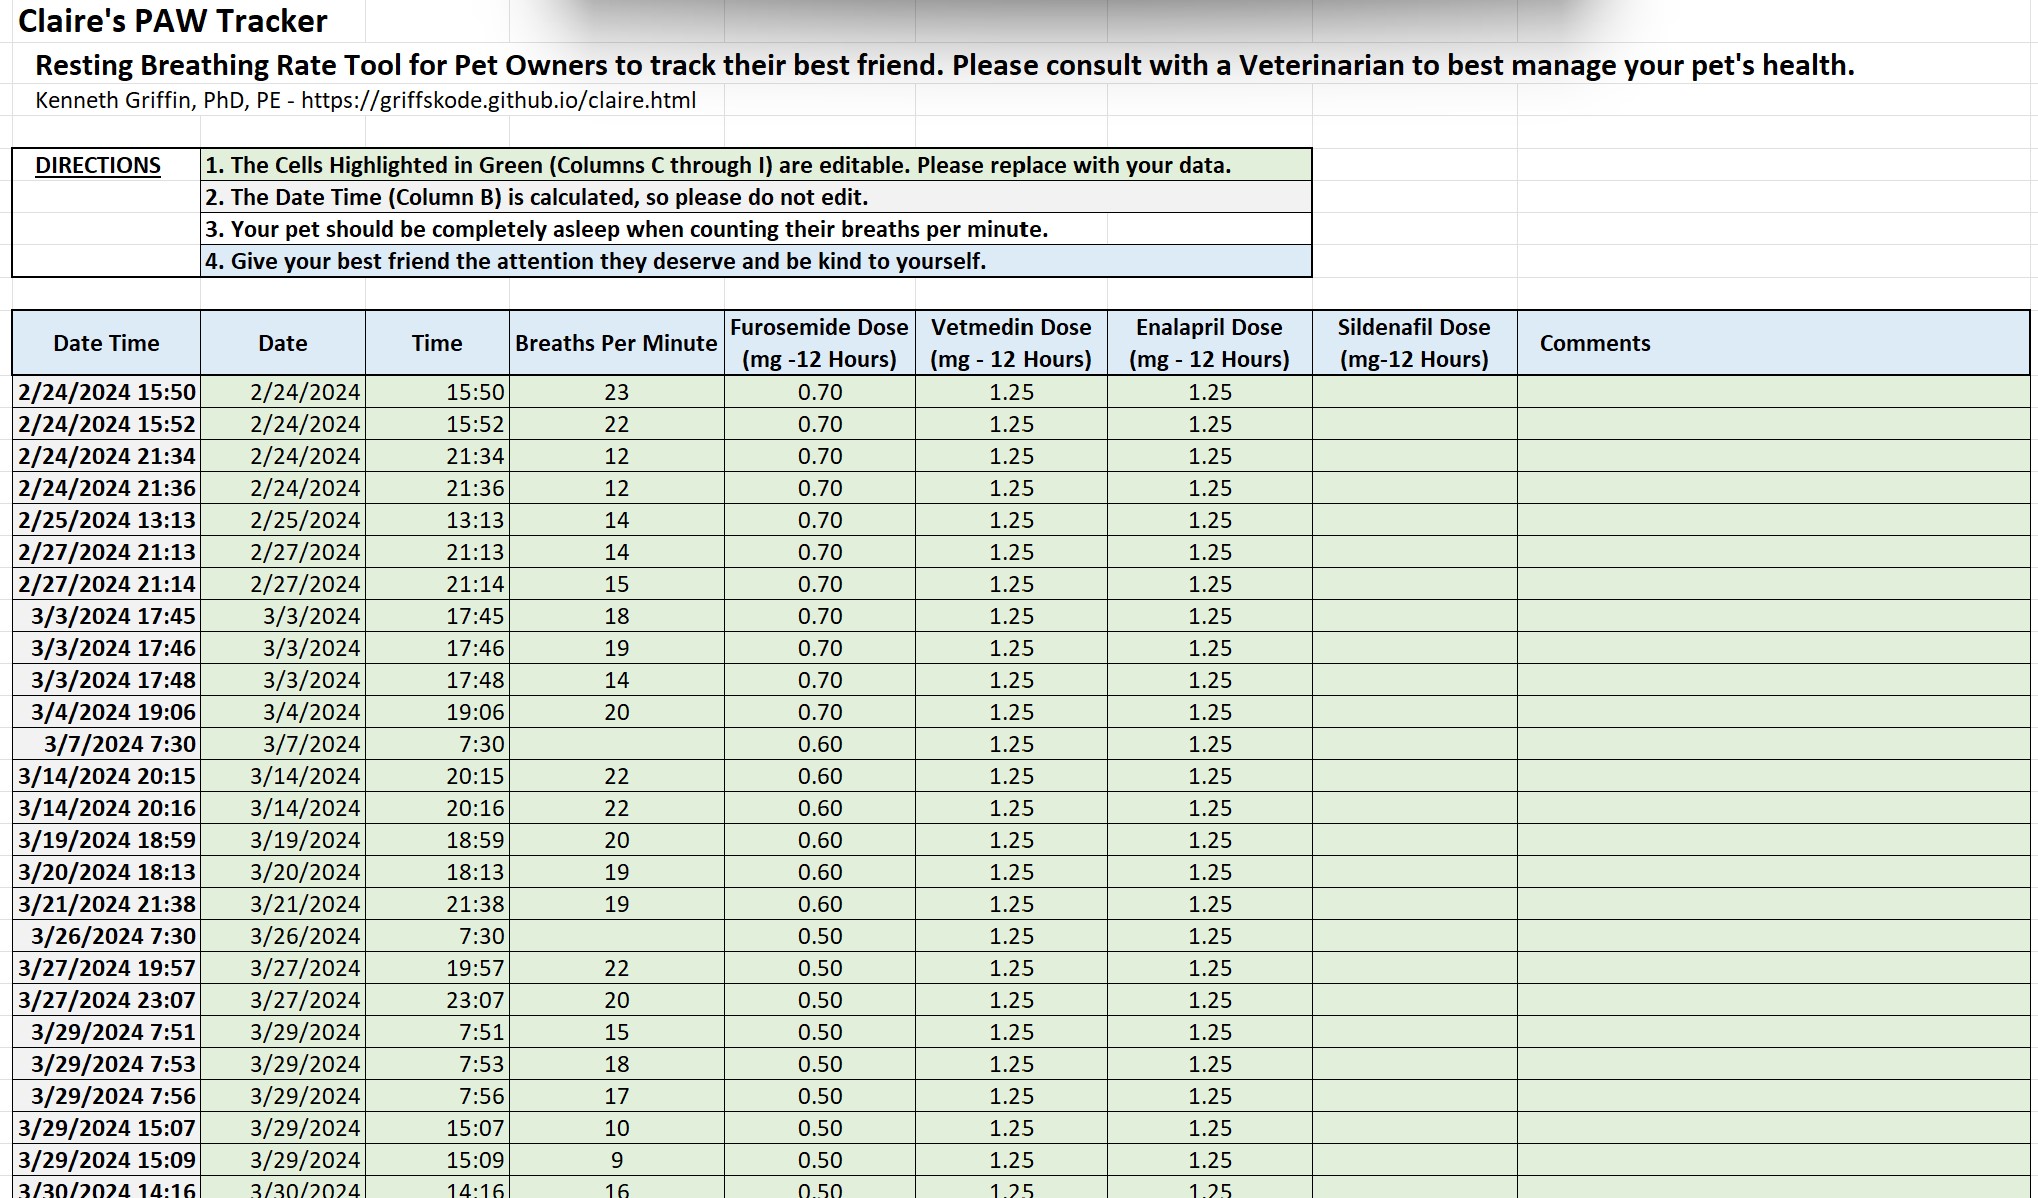 Claire's PAW Tracker
Resting Breathing Rate Tool for Pet Owners to track their best friend. Please consult with a Veterinarian to best manage your pet's health.
Kenneth Griffin, PhD, PE - https://griffskode.github.io/claire.html
DIRECTIONS 1. The Cells Highlighted in Green (Columns C through I) are editable. Please replace with your data.
2. The Date Time (Column B) is calculated, so please do not edit.
3. Your pet should be completely asleep when counting their breaths per minute.
4. Give your best friend the attention they deserve and be kind to yourself.
Date Time Date Time Breaths Per Minute Furosemide Dose (mg -12 Hours) Vetmedin Dose (mg - 12 Hours) Enalapril Dose (mg - 12 Hours) Sildenafil Dose (mg-12 Hours) Comments
2/24/2024 15:50 2/24/2024 15:50 23 0.70 1.25 1.25
2/24/2024 15:52 2/24/2024 15:52 22 0.70 1.25 1.25
2/24/2024 21:34 2/24/2024 21:34 12 0.70 1.25 1.25
2/24/2024 21:36 2/24/2024 21:36 12 0.70 1.25 1.25
2/25/2024 13:13 2/25/2024 13:13 14 0.70 1.25 1.25
2/27/2024 21:13 2/27/2024 21:13 14 0.70 1.25 1.25
2/27/2024 21:14 2/27/2024 21:14 15 0.70 1.25 1.25
3/3/2024 17:45 3/3/2024 17:45 18 0.70 1.25 1.25
3/3/2024 17:46 3/3/2024 17:46 19 0.70 1.25 1.25
3/3/2024 17:48 3/3/2024 17:48 14 0.70 1.25 1.25
3/4/2024 19:06 3/4/2024 19:06 20 0.70 1.25 1.25
3/7/2024 7:30 3/7/2024 7:30 0.60 1.25 1.25
3/14/2024 20:15 3/14/2024 20:15 22 0.60 1.25 1.25
3/14/2024 20:16 3/14/2024 20:16 22 0.60 1.25 1.25
3/19/2024 18:59 3/19/2024 18:59 20 0.60 1.25 1.25
3/20/2024 18:13 3/20/2024 18:13 19 0.60 1.25 1.25
3/21/2024 21:38 3/21/2024 21:38 19 0.60 1.25 1.25
3/26/2024 7:30 3/26/2024 7:30 0.50 1.25 1.25
3/27/2024 19:57 3/27/2024 19:57 22 0.50 1.25 1.25
3/27/2024 23:07 3/27/2024 23:07 20 0.50 1.25 1.25
3/29/2024 7:51 3/29/2024 7:51 15 0.50 1.25 1.25
3/29/2024 7:53 3/29/2024 7:53 18 0.50 1.25 1.25
3/29/2024 7:56 3/29/2024 7:56 17 0.50 1.25 1.25
3/29/2024 15:07 3/29/2024 15:07 10 0.50 1.25 1.25
3/29/2024 15:09 3/29/2024 15:09 9 0.50 1.25 1.25
3/30/2024 14:16 3/30/2024 14:16 16 0.50 1.25 1.25